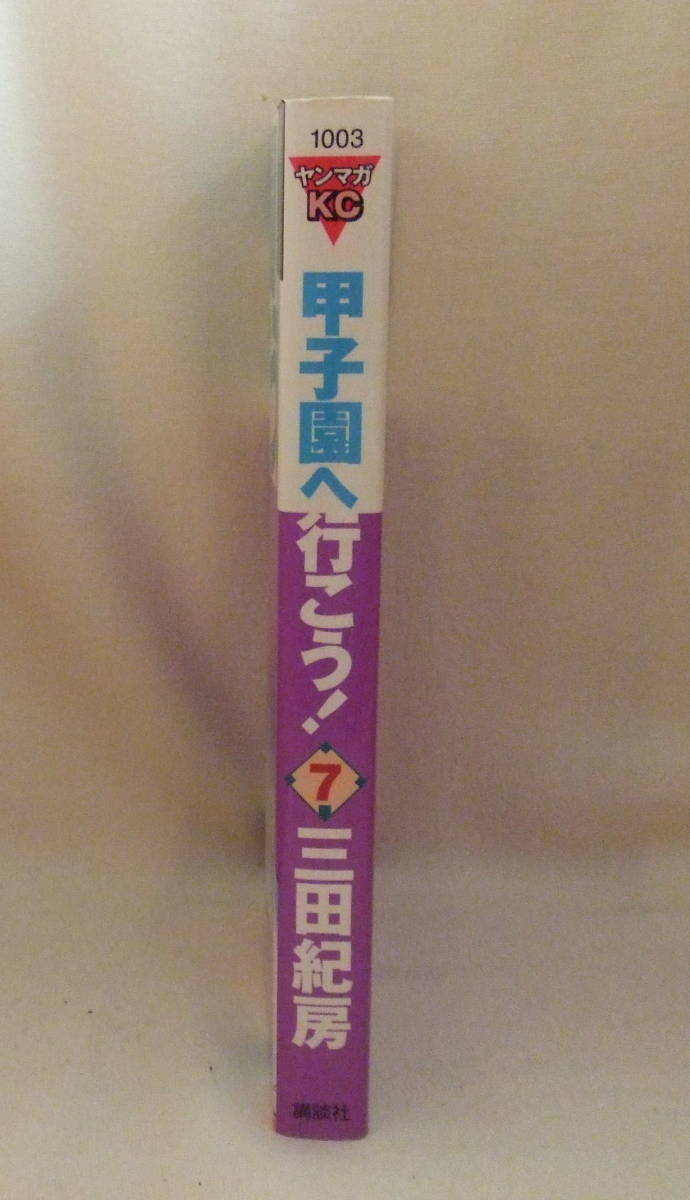 1003
ヤンマガ
KC
甲子園へ行こう!
7
三田紀房
講談社